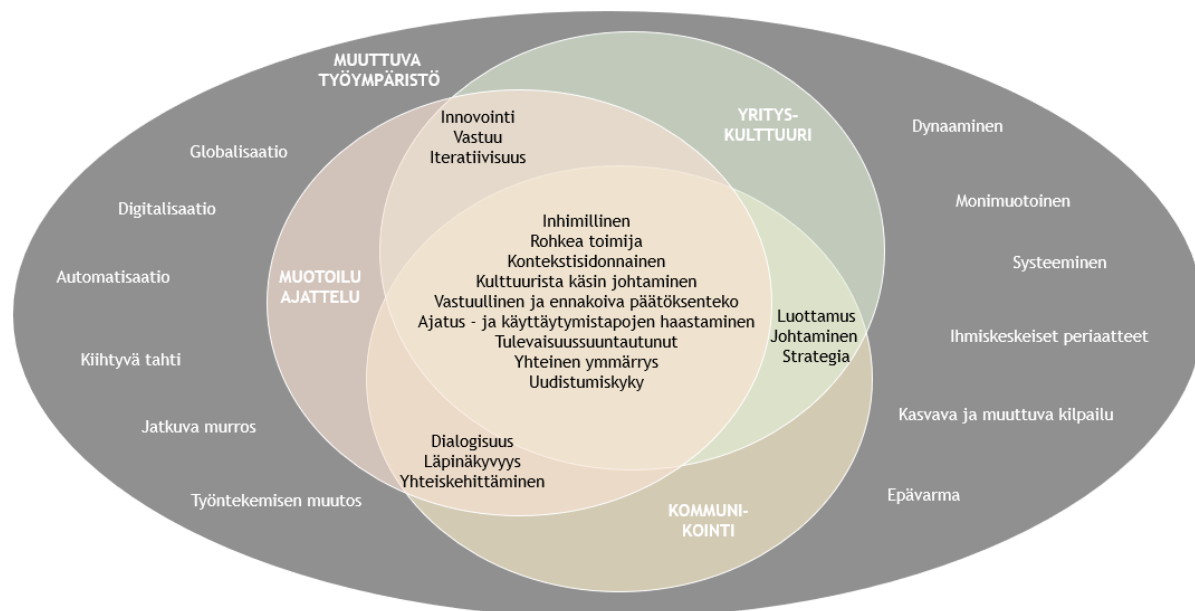 MUUTTUVA
TYÖYMPÄRISTÖ
Globalisaatio
Digitalisaatio
Automatisaatio
Kiihtyvä tahti
Jatkuva murros
Työntekemisen muutos
MUOTOILU
AJATTELU
Innovointi
Vastuu
Iteratiivisuus
YRITYS-
KULTTUURI
Inhimillinen
Rohkea toimija
Kontekstisidonnainen
Kulttuurista käsin johtaminen
Vastuullinen ja ennakoiva päätöksenteko
Ajatus - ja käyttäytymistapojen haastaminen
Tulevaisuussuuntautunut
Yhteinen ymmärrys
Uudistumiskyky
Luottamus
Johtaminen
Strategia
Dialogisuus
Läpinäkyvyys
Yhteiskehittäminen
KOMMUNI-
KOINTI
Dynaaminen
Monimuotoinen
Systeeminen
Ihmiskeskeiset periaatteet
Kasvava ja muuttuva kilpailu
Epävarma